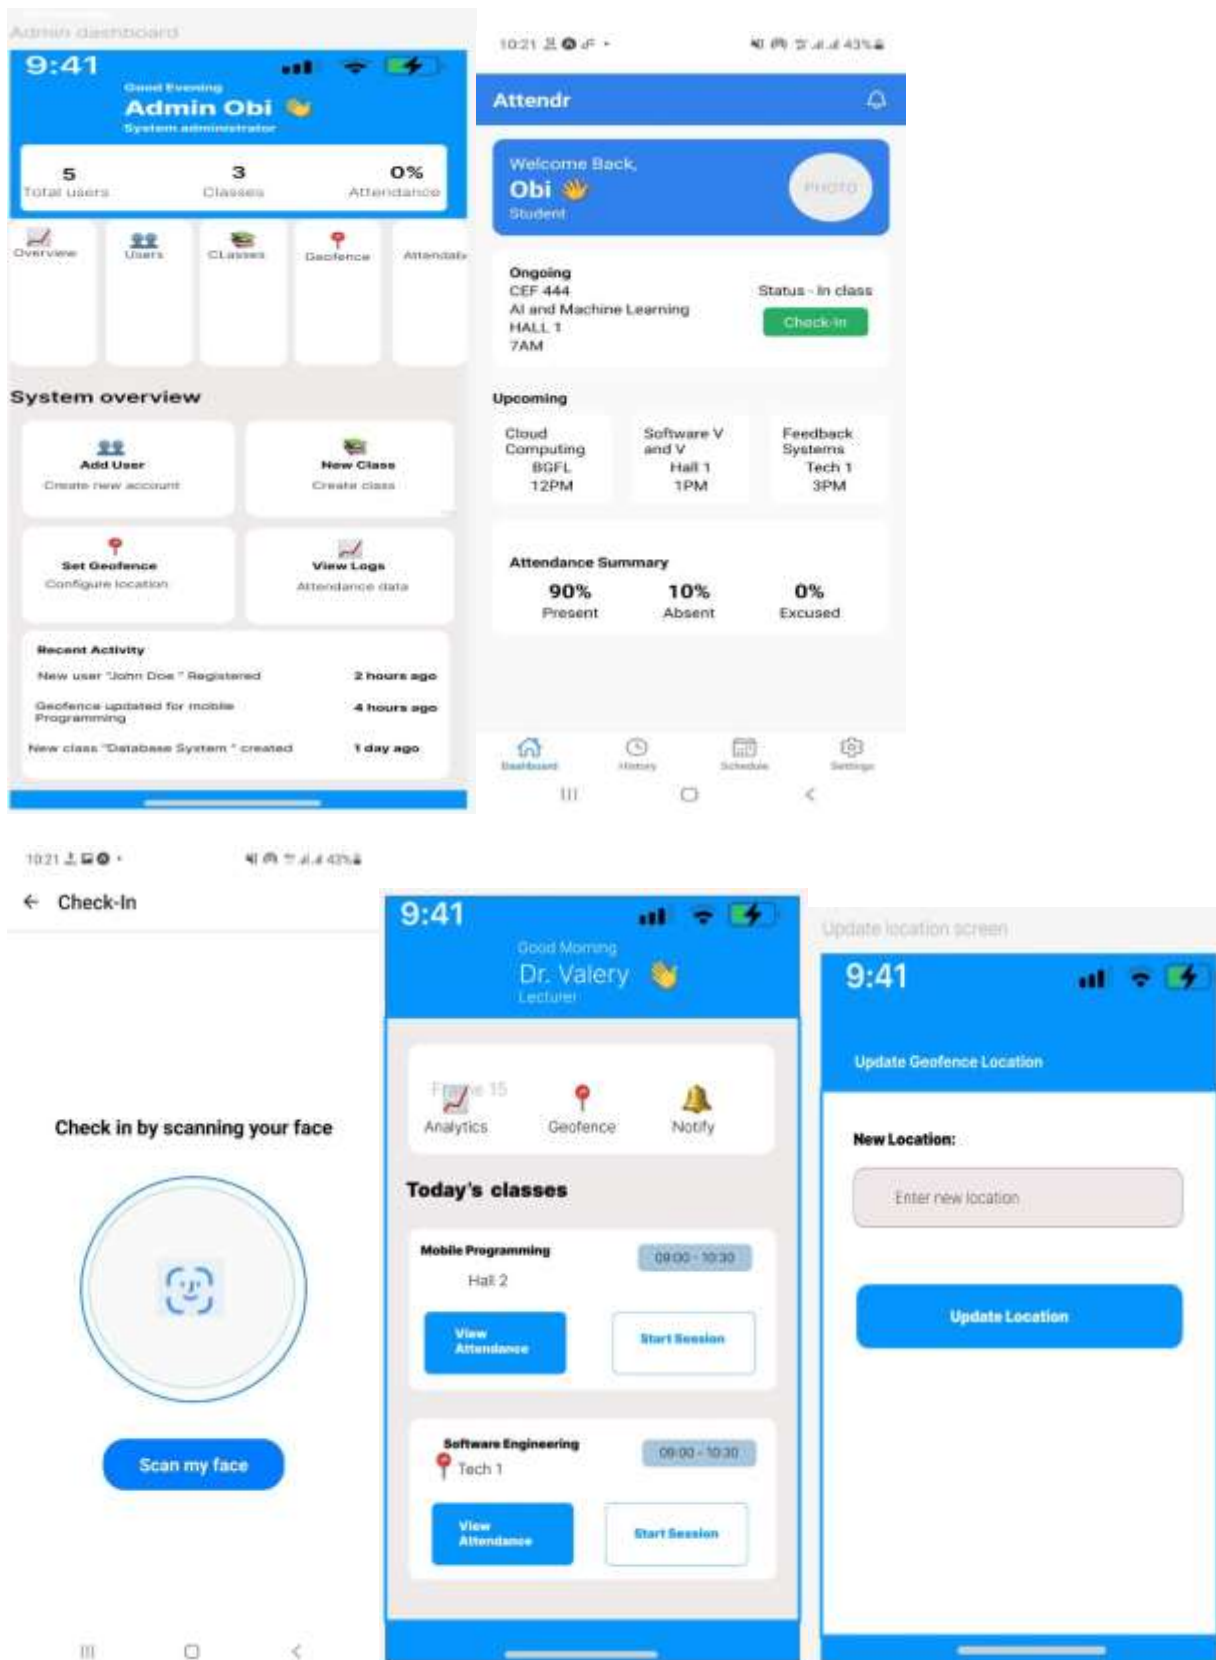 Admin dashboard
9:41
Good Evening
Admin Obi 👋
System administrator
5 3 0%
Total users Classes Attendance
Overview Users CLasses Geofence
System overview
Add User New Class
Create new account Create class
Set Geofence View Logs
Configure location Attendance data
Recent Activity
New user "John Doe " Registered 2 hours ago
Geofence updated for mobile
Programming 4 hours ago
New class "Database System " created 1 day ago
10:21 43%
Attendr
Welcome Back,
Obi 👋
Student
PHOTO
Ongoing
CEF 444
AI and Machine Learning
HALL 1
7AM
Status - In class
Check-In
Upcoming
Cloud
Computing
BGFL
12PM
Software V
and V
Hall 1
1PM
Feedback
Systems
Tech 1
3PM
Attendance Summary
90% 10% 0%
Present Absent Excused
Dashboard History Schedule Settings
10:21 43%
← Check-In
Check in by scanning your face
Scan my face
9:41
Good Morning
Dr. Valery 👋
Lecturer
Frame 15
Analytics Geofence Notify
Today's classes
Mobile Programming 09:00 - 10:30
Hall 2
View
Attendance
Start Session
Software Engineering 09:00 - 10:30
Tech 1
View
Attendance
Start Session
Update location screen
9:41
Update Geofence Location
New Location:
Enter new location
Update Location